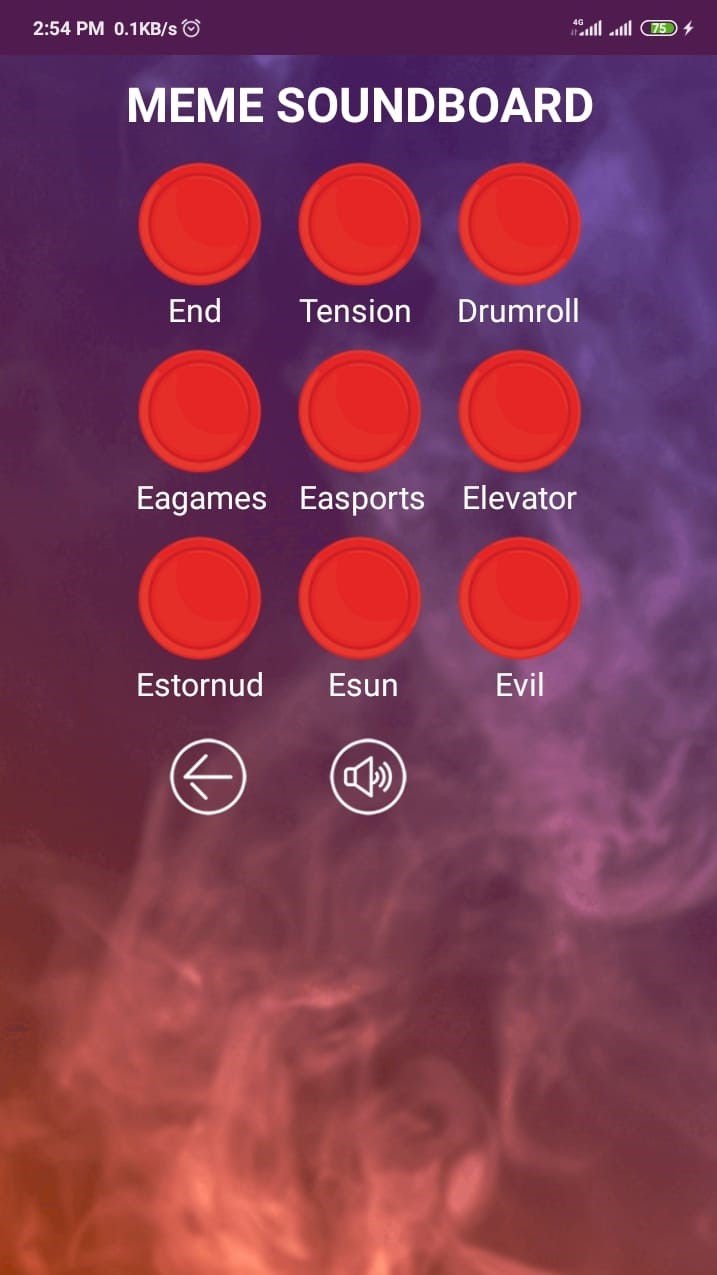 2:54 PM 0.1KB/s 4G 75
MEME SOUNDBOARD
End Tension Drumroll
Eagames Easports Elevator
Estornud Esun Evil